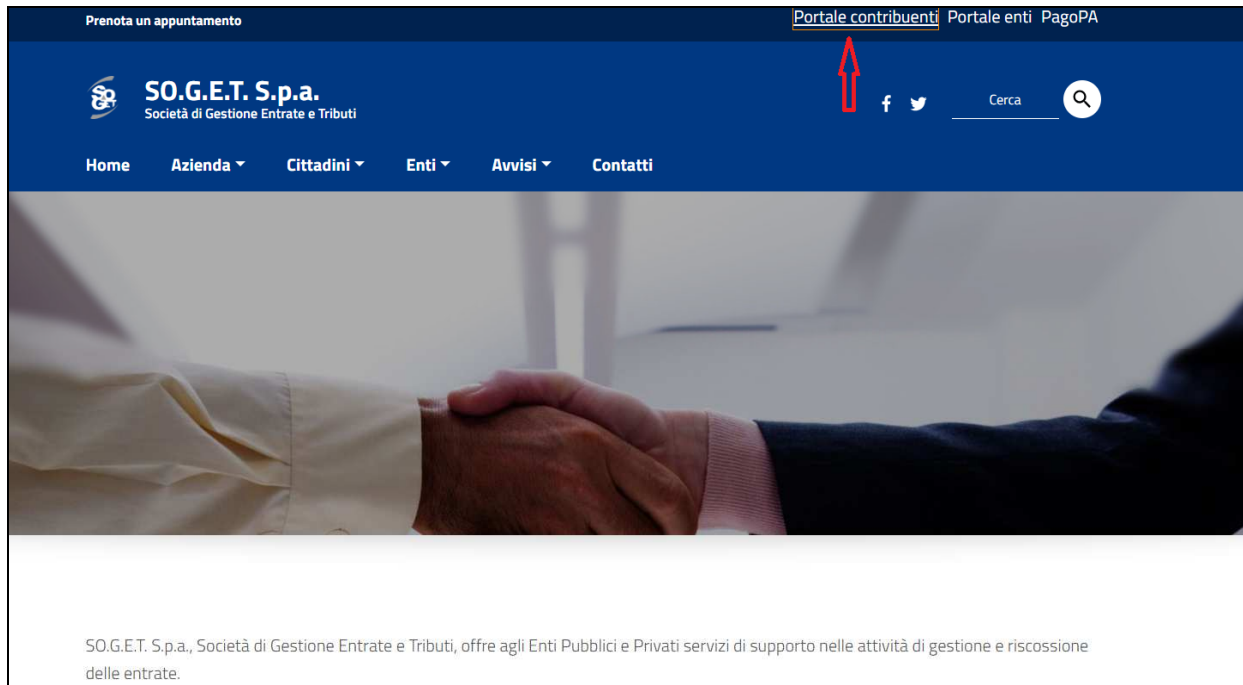 Prenota un appuntamento
Portale contribuenti Portale enti PagoPA
SO.G.E.T. S.p.a.
Società di Gestione Entrate e Tributi
Cerca
Home Azienda Cittadini Enti Avvisi Contatti
SO.G.E.T. S.p.a., Società di Gestione Entrate e Tributi, offre agli Enti Pubblici e Privati servizi di supporto nelle attività di gestione e riscossione
delle entrate.